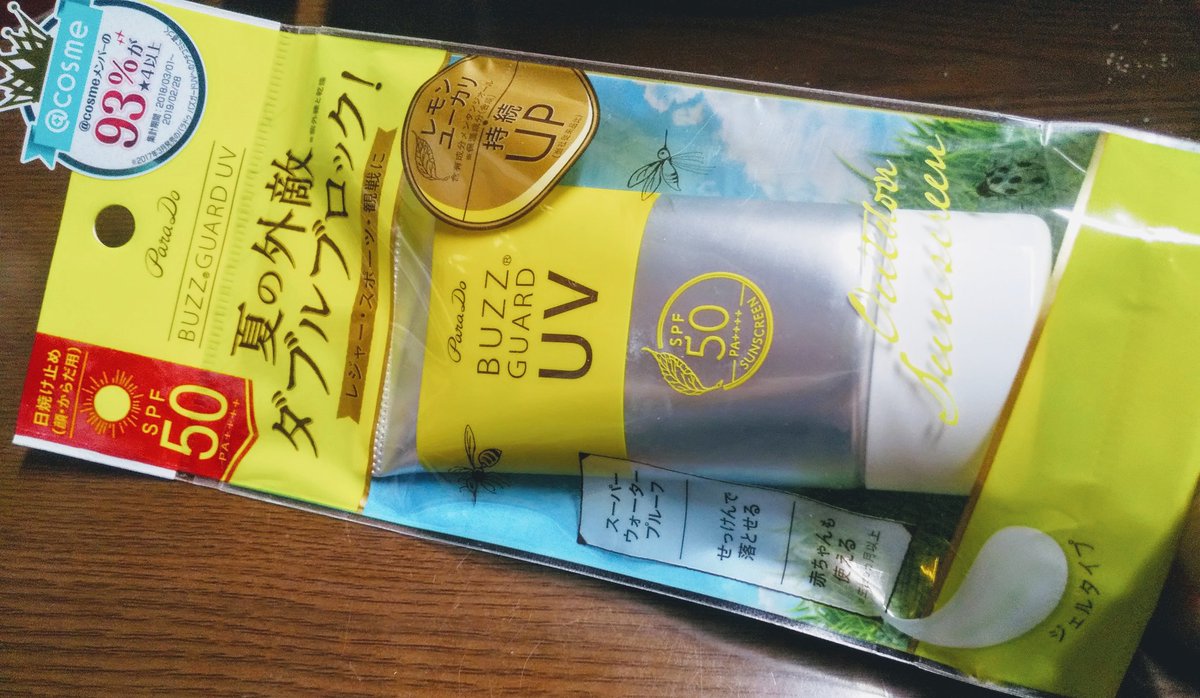 @cosme
@cosmeメンバーの
93%が
★4以上
集計期間 2018/03/01～
2019/02/28
Para Do
BUZZ® GUARD UV
夏の外敵
ダブルブロック!
レジャー・スポーツ・観戦に
日焼け止め
(顔・からだ用)
SPF
50
PA++++
レモン
ユーカリ
持続
UP
Para Do
BUZZ®
GUARD
UV
SPF
50
PA++++
SUNSCREEN
Outdoor
Sunscreen
スーパー
ウォーター
プルーフ
せっけんで
落とせる
赤ちゃんも
使える
ジェルタイプ